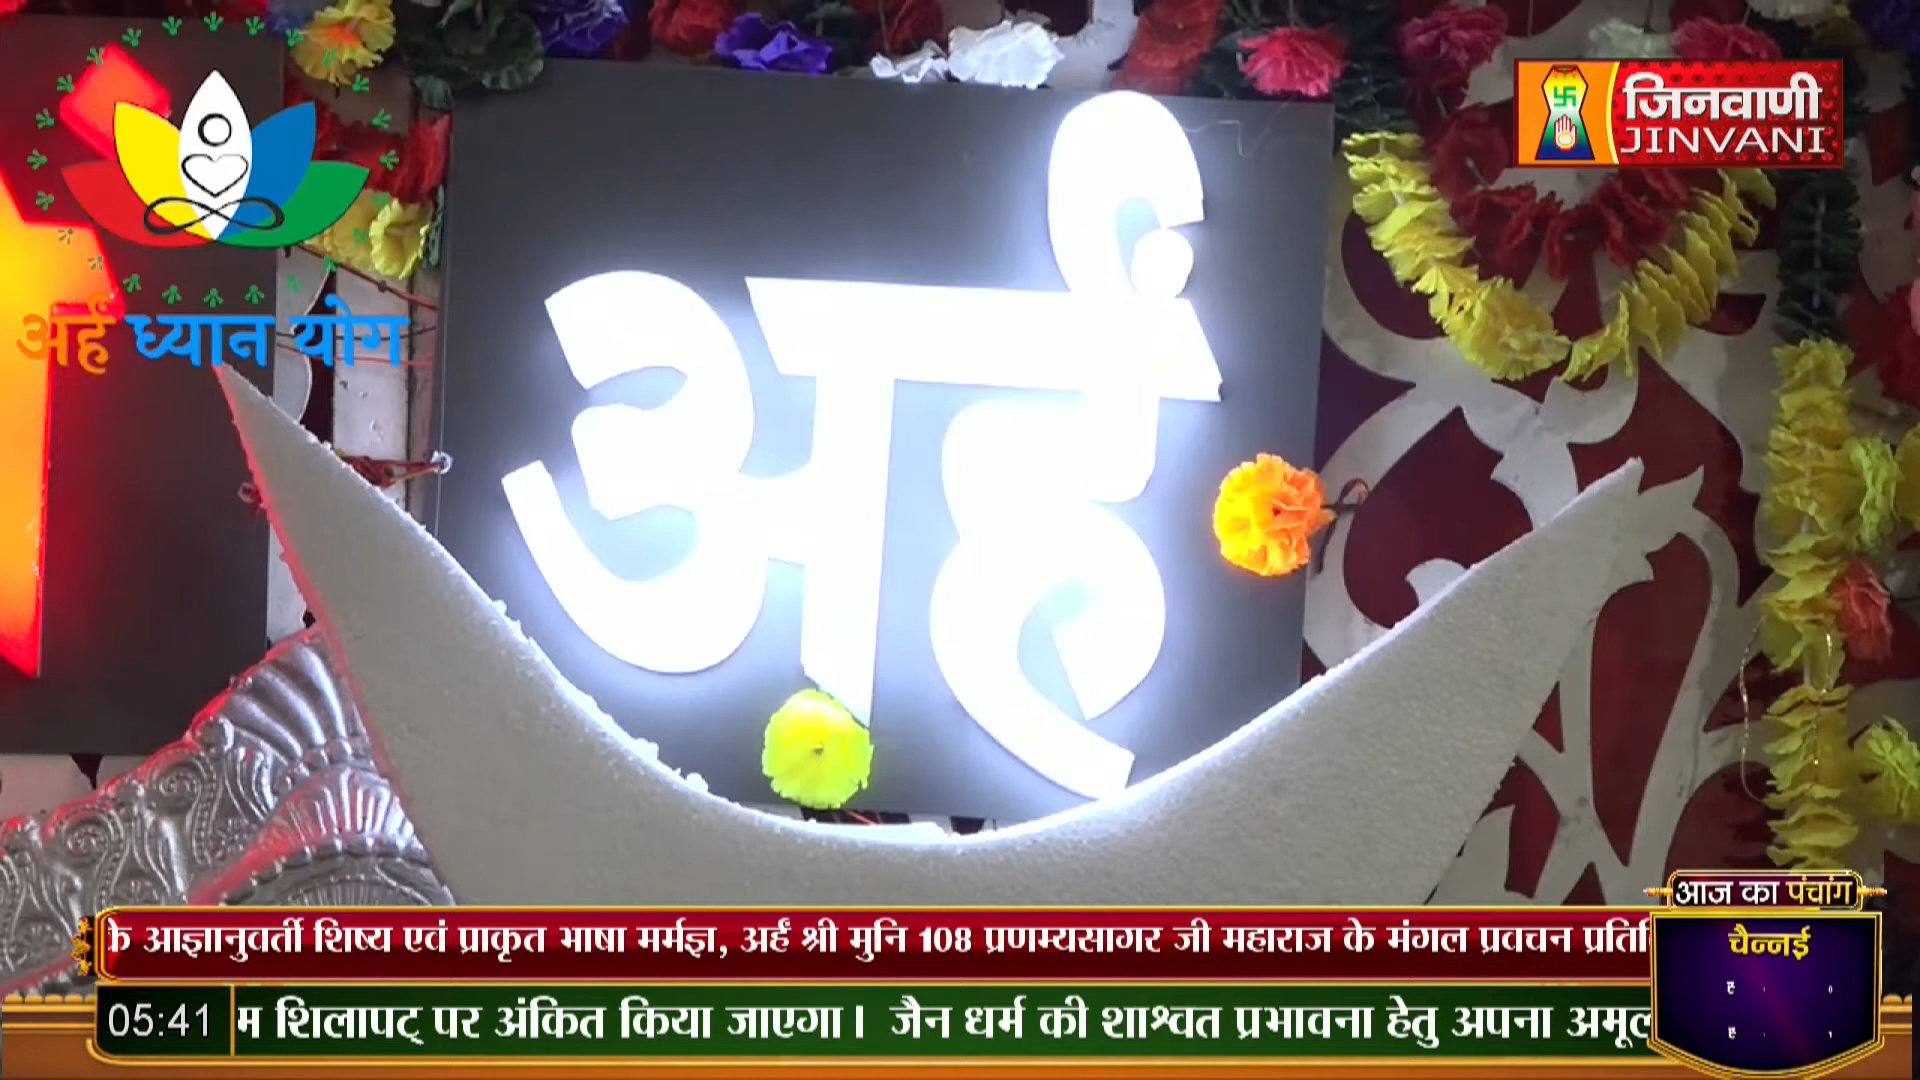 जिनवाणी
JINVANI
अर्हं
अर्हं ध्यान योग
आज का पंचांग
के आज्ञानुवर्ती शिष्य एवं प्राकृत भाषा मर्मज्ञ, अर्हं श्री मुनि 108 प्रणम्यसागर जी महाराज के मंगल प्रवचन
चैन्नई
05:41
म शिलापट् पर अंकित किया जाएगा। जैन धर्म की शाश्वत प्रभावना हेतु अपना